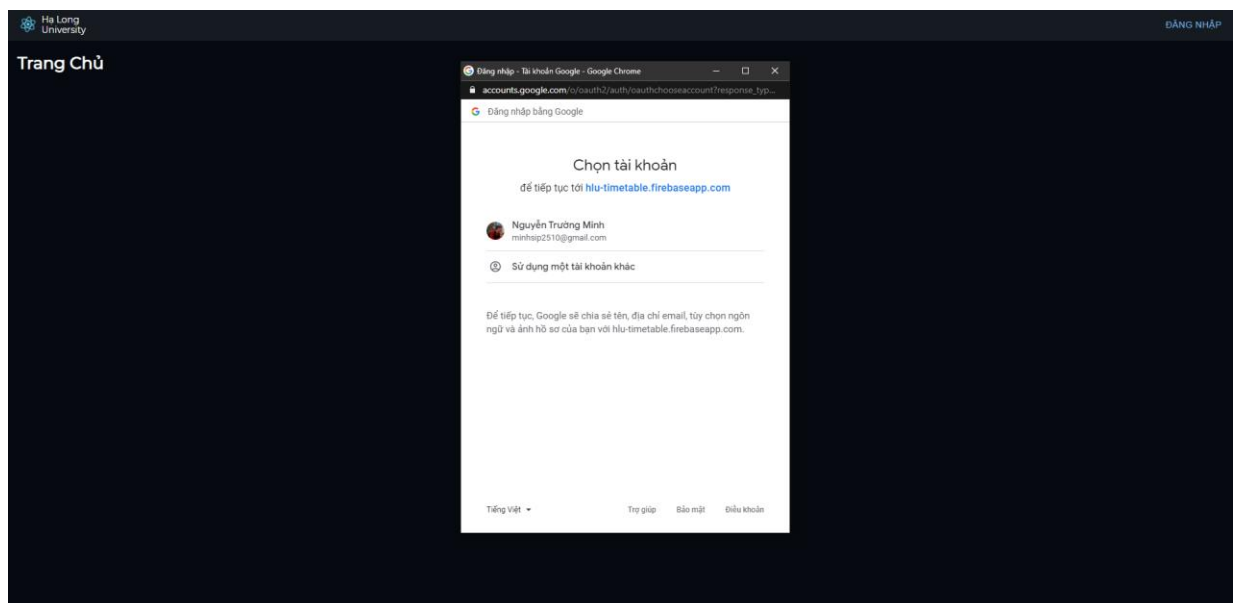 Ha Long
University
ĐĂNG NHẬP
Trang Chủ
Đăng nhập - Tài khoản Google - Google Chrome
accounts.google.com/o/oauth2/auth/oauthchooseaccount?response_typ...
Đăng nhập bằng Google
Chọn tài khoản
để tiếp tục tới hlu-timetable.firebaseapp.com
Nguyễn Trường Minh
minhsip2510@gmail.com
Sử dụng một tài khoản khác
Để tiếp tục, Google sẽ chia sẻ tên, địa chỉ email, tùy chọn ngôn
ngữ và ảnh hồ sơ của bạn với hlu-timetable.firebaseapp.com.
Tiếng Việt
Trợ giúp Bảo mật Điều khoản